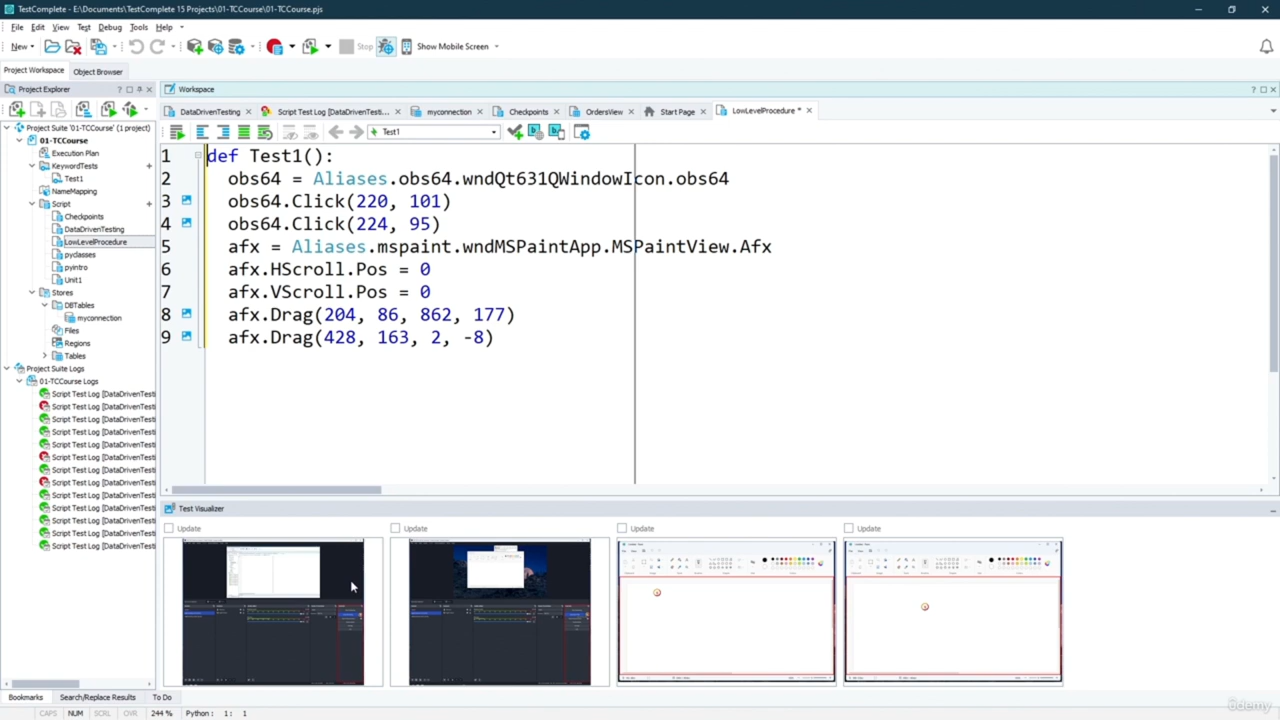 TestComplete - E:\Documents\TestComplete 15 Projects\01-TCCourse\01-TCCourse.pjs
File Edit View Test Debug Tools Help
New Stop Show Mobile Screen
Project Workspace Object Browser
Project Explorer
Workspace
DataDrivenTesting Script Test Log [DataDrivenTesti... myconnection Checkpoints OrdersView Start Page LowLevelProcedure *
Test1
Project Suite '01-TCCourse' (1 project)
01-TCCourse
Execution Plan
KeywordTests
Test1
NameMapping
Script
Checkpoints
DataDrivenTesting
LowLevelProcedure
pyclasses
pyintro
Unit1
Stores
DBTables
myconnection
Files
Regions
Tables
Project Suite Logs
01-TCCourse Logs
Script Test Log [DataDrivenTesti
Script Test Log [DataDrivenTesti
Script Test Log [DataDrivenTesti
Script Test Log [DataDrivenTesti
Script Test Log [DataDrivenTesti
Script Test Log [DataDrivenTesti
Script Test Log [DataDrivenTesti
Script Test Log [DataDrivenTesti
Script Test Log [DataDrivenTesti
Script Test Log [DataDrivenTesti
Script Test Log [DataDrivenTesti
Script Test Log [DataDrivenTesti
Script Test Log [DataDrivenTesti
1 def Test1():
2 obs64 = Aliases.obs64.wndQt631QWindowIcon.obs64
3 obs64.Click(220, 101)
4 obs64.Click(224, 95)
5 afx = Aliases.mspaint.wndMSPaintApp.MSPaintView.Afx
6 afx.HScroll.Pos = 0
7 afx.VScroll.Pos = 0
8 afx.Drag(204, 86, 862, 177)
9 afx.Drag(428, 163, 2, -8)
Test Visualizer
Update Update Update Update
Bookmarks Search/Replace Results To Do
CAPS NUM SCRL OVR 244 % Python : 1: 1
ûdemy